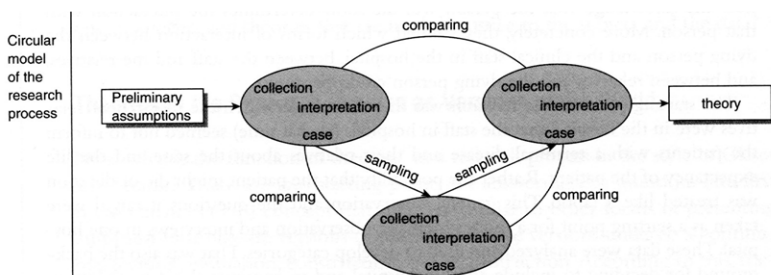 Circular
model
of the
research
process
Preliminary
assumptions
comparing
collection
interpretation
case
collection
interpretation
case
theory
sampling
sampling
comparing
comparing
collection
interpretation
case